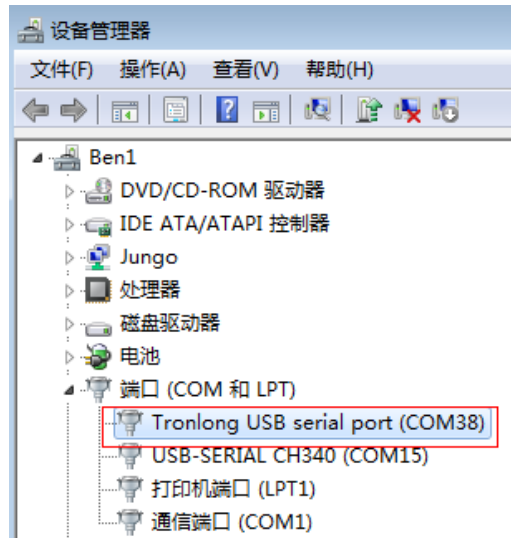 设备管理器
文件(F) 操作(A) 查看(V) 帮助(H)
Ben1
DVD/CD-ROM 驱动器
IDE ATA/ATAPI 控制器
Jungo
处理器
磁盘驱动器
电池
端口 (COM 和 LPT)
Tronlong USB serial port (COM38)
USB-SERIAL CH340 (COM15)
打印机端口 (LPT1)
通信端口 (COM1)